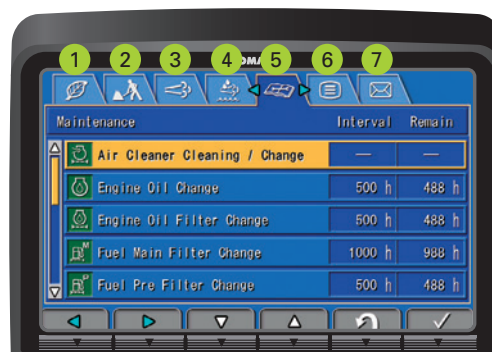 1 2 3 4 5 6 7
Maintenance Interval Remain
Air Cleaner Cleaning / Change — —
Engine Oil Change 500 h 488 h
Engine Oil Filter Change 500 h 488 h
M
Fuel Main Filter Change 1000 h 988 h
P
Fuel Pre Filter Change 500 h 488 h